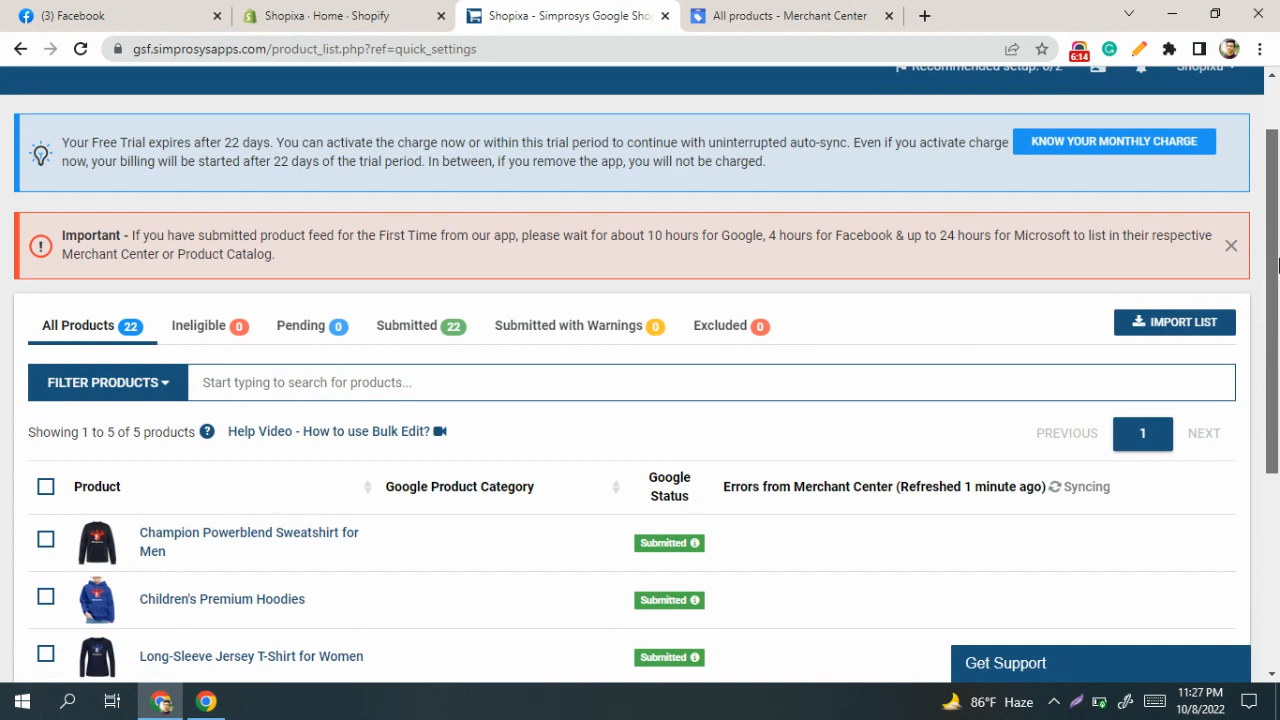 (3) Facebook
Shopixa · Home · Shopify
Shopixa - Simprosys Google Sho
All products - Merchant Center
gsf.simprosysapps.com/product_list.php?ref=quick_settings
6:14
Recommended setup: 0/2
Shopixa
Your Free Trial expires after 22 days. You can activate the charge now or within this trial period to continue with uninterrupted auto-sync. Even if you activate charge
now, your billing will be started after 22 days of the trial period. In between, if you remove the app, you will not be charged.
KNOW YOUR MONTHLY CHARGE
Important - If you have submitted product feed for the First Time from our app, please wait for about 10 hours for Google, 4 hours for Facebook & up to 24 hours for Microsoft to list in their respective
Merchant Center or Product Catalog.
All Products 22
Ineligible 0
Pending 0
Submitted 22
Submitted with Warnings 0
Excluded 0
IMPORT LIST
FILTER PRODUCTS
Start typing to search for products...
Showing 1 to 5 of 5 products ?
Help Video - How to use Bulk Edit?
PREVIOUS
1
NEXT
Product
Google Product Category
Google
Status
Errors from Merchant Center (Refreshed 1 minute ago) Syncing
Champion Powerblend Sweatshirt for
Men
Submitted
Children's Premium Hoodies
Submitted
Long-Sleeve Jersey T-Shirt for Women
Submitted
Get Support
86°F Haze
11:27 PM
10/8/2022